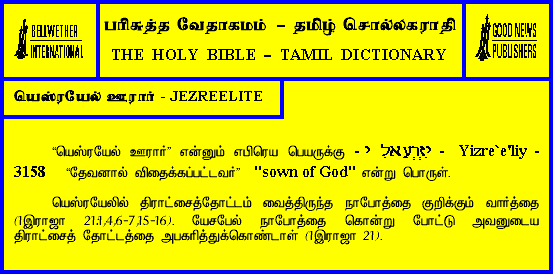 BELLWETHER
INTERNATIONAL
பரிசுத்த வேதாகமம் – தமிழ் சொல்லகராதி
THE HOLY BIBLE – TAMIL DICTIONARY
GOOD NEWS
PUBLISHERS
யெஸ்ரயேல் ஊரார் - JEZREELITE
“யெஸ்ரயேல் ஊரார்” என்னும் எபிரெய பெயருக்கு - יִזְרְעֵאלִ י - Yizre`e'liy -
3158 “தேவனால் விதைக்கப்பட்டவர்” "sown of God" என்று பொருள்.
யெஸ்ரயேலில் திராட்சைத்தோட்டம் வைத்திருந்த நாபோத்தை குறிக்கும் வார்த்தை
(1இராஜா 21:1,4,6-7,15-16). யேசபேல் நாபோத்தை கொன்று போட்டு அவனுடைய
திராட்சைத் தோட்டத்தை அபகரித்துக்கொண்டாள் (1இராஜா 21).